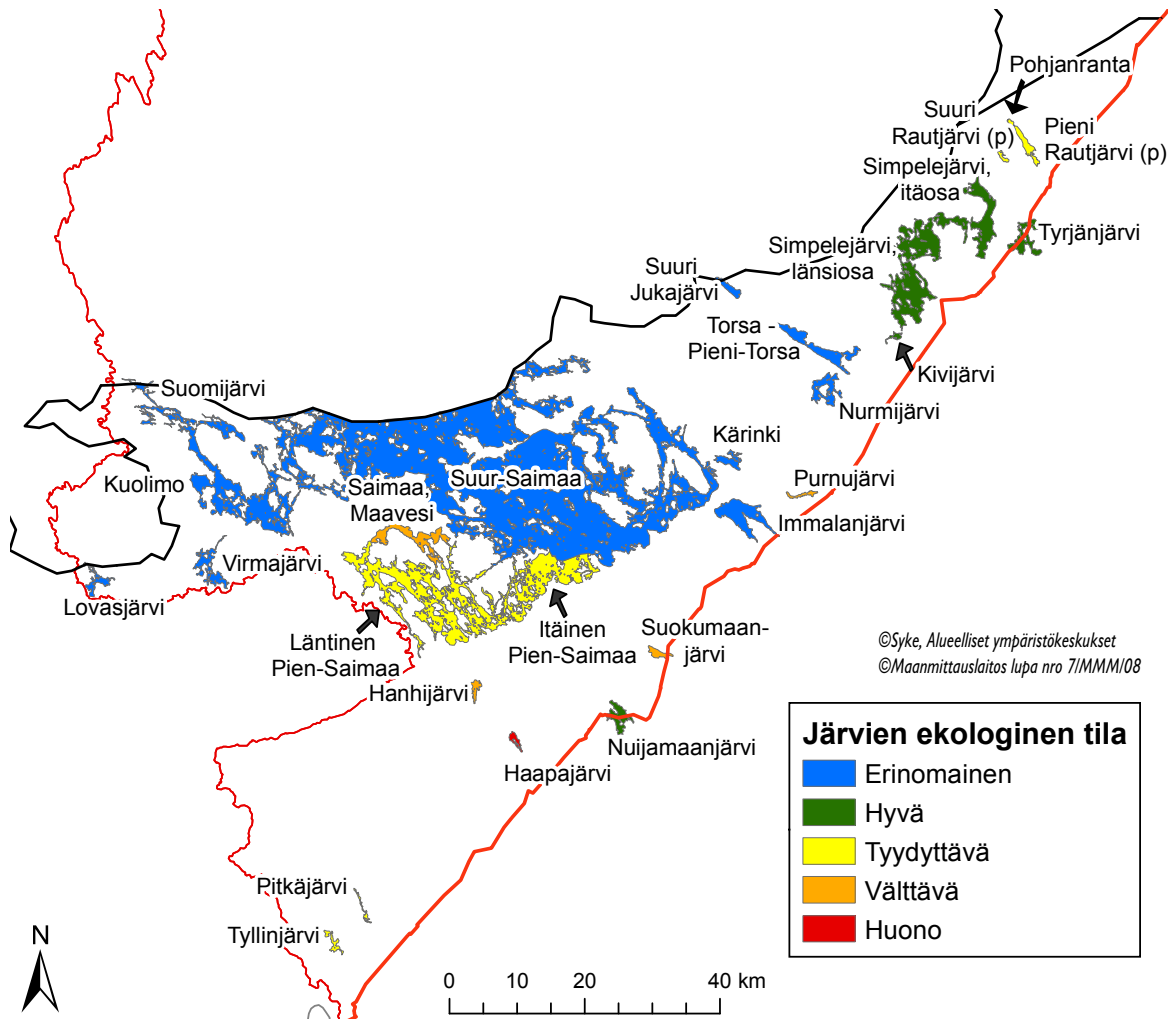 Pohjanranta
Suuri
Rautjärvi (p)
Pieni
Rautjärvi (p)
Simpelejärvi,
itäosa
Tyrjänjärvi
Simpelejärvi,
länsiosa
Suuri
Jukajärvi
Torsa -
Pieni-Torsa
Kivijärvi
Suomijärvi
Nurmijärvi
Kärinki
Kuolimo
Suur-Saimaa
Saimaa,
Maavesi
Purnujärvi
Immalanjärvi
Virmajärvi
Lovasjärvi
Läntinen
Pien-Saimaa
Itäinen
Pien-Saimaa
Suokumaan-
järvi
Hanhijärvi
Nuijamaanjärvi
Haapajärvi
Pitkäjärvi
Tyllinjärvi
©Syke, Alueelliset ympäristökeskukset
©Maanmittauslaitos lupa nro 7/MMM/08
Järvien ekologinen tila
Erinomainen
Hyvä
Tyydyttävä
Välttävä
Huono
N
0 10 20 40 km